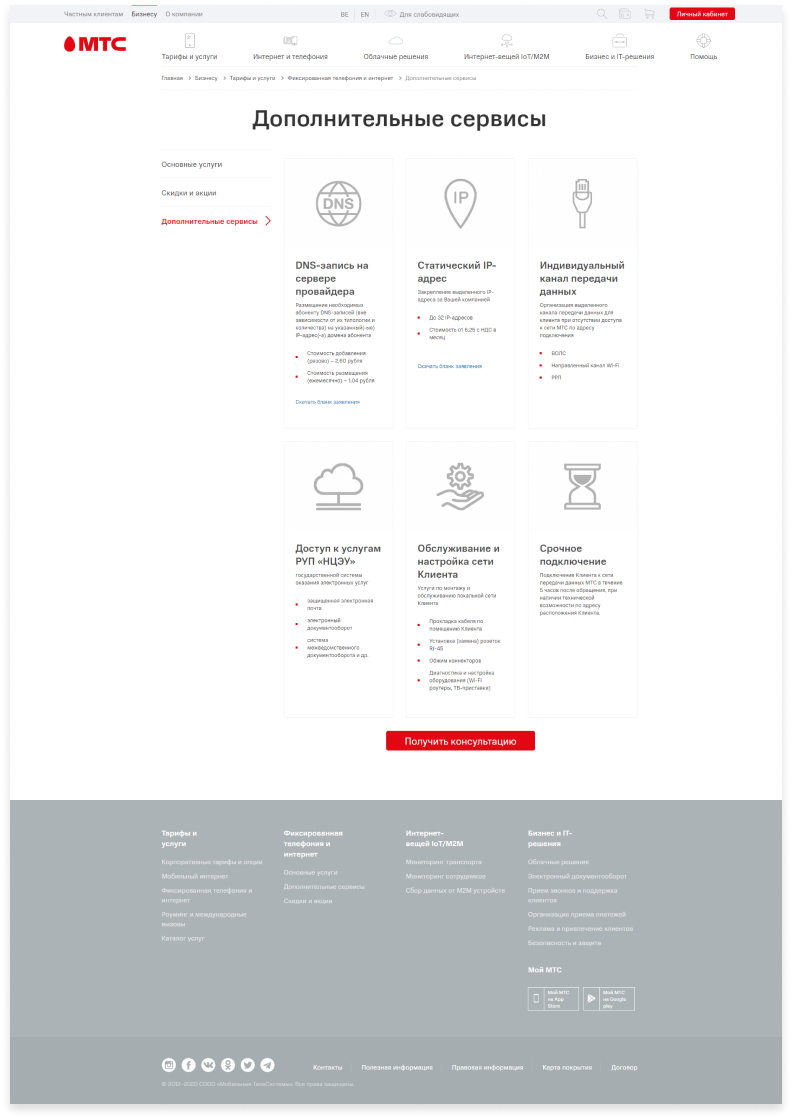 Частным клиентам Бизнесу О компании BE EN Для слабовидящих Личный кабинет
МТС
Тарифы и услуги Интернет и телефония Облачные решения Интернет-вещей IoT/M2M Бизнес и IT-решения Помощь
Главная > Бизнесу > Тарифы и услуги > Фиксированная телефония и интернет > Дополнительные сервисы
Дополнительные сервисы
Основные услуги
Скидки и акции
Дополнительные сервисы
DNS
DNS-запись на
сервере
провайдера
Размещение необходимых
абоненту DNS-записей (вне
зависимости от их типологии и
количества) на указанный(-ые)
IP-адрес(-а) домена абонента
Стоимость добавления
(разово) – 2,60 рубля
Стоимость размещения
(ежемесячно) – 1,04 рубля
Скачать бланк заявления
IP
Статический IP-
адрес
Закрепление выделенного IP-
адреса за Вашей компанией
До 32 IP-адресов
Стоимость от 6,25 с НДС в
месяц
Скачать бланк заявления
Индивидуальный
канал передачи
данных
Организация выделенного
канала передачи данных для
клиента при отсутствии доступа
к сети МТС по адресу
подключения
ВОЛС
Направленный канал Wi-Fi
РРЛ
Доступ к услугам
РУП «НЦЭУ»
государственной системы
оказания электронных услуг
защищенная электронная
почта
электронный
документооборот
система
межведомственного
документооборота и др.
Обслуживание и
настройка сети
Клиента
Услуги по монтажу и
обслуживанию локальной сети
Клиента
Прокладка кабеля по
помещению Клиента
Установка (замена) розеток
RJ-45
Обжим коннекторов
Диагностика и настройка
оборудования (Wi-Fi
роутеры, ТВ-приставки)
Срочное
подключение
Подключение Клиента к сети
передачи данных МТС в течение
5 часов после обращения, при
наличии технической
возможности по адресу
расположения Клиента.
Получить консультацию
Тарифы и
услуги
Корпоративные тарифы и опции
Мобильный интернет
Фиксированная телефония и
интернет
Роуминг и международные
вызовы
Каталог услуг
Фиксированная
телефония и
интернет
Основные услуги
Дополнительные сервисы
Скидки и акции
Интернет-
вещей IoT/M2M
Мониторинг транспорта
Мониторинг сотрудников
Сбор данных от M2M устройств
Бизнес и IT-
решения
Облачные решения
Электронный документооборот
Прием звонков и поддержка
клиентов
Организация приема платежей
Реклама и привлечение клиентов
Безопасность и защита
Мой МТС
Мой МТС
на App
Store
Мой МТС
на Google
play
Контакты Полезная информация Правовая информация Карта покрытия Договор
© 2012-2020 СООО «Мобильные ТелеСистемы». Все права защищены.